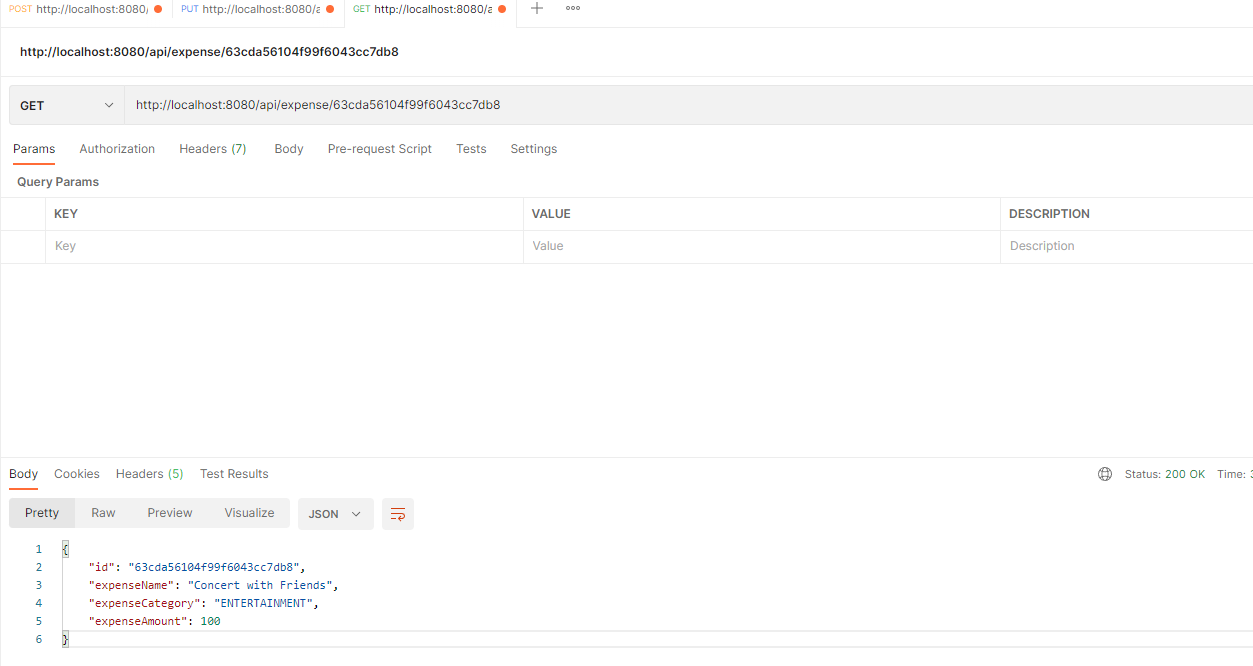 POST http://localhost:8080/ PUT http://localhost:8080/a GET http://localhost:8080/a
http://localhost:8080/api/expense/63cda56104f99f6043cc7db8
GET http://localhost:8080/api/expense/63cda56104f99f6043cc7db8
Params Authorization Headers (7) Body Pre-request Script Tests Settings
Query Params
KEY VALUE DESCRIPTION
Key Value Description
Body Cookies Headers (5) Test Results Status: 200 OK Time:
Pretty Raw Preview Visualize JSON
1 {
2 "id": "63cda56104f99f6043cc7db8",
3 "expenseName": "Concert with Friends",
4 "expenseCategory": "ENTERTAINMENT",
5 "expenseAmount": 100
6 }